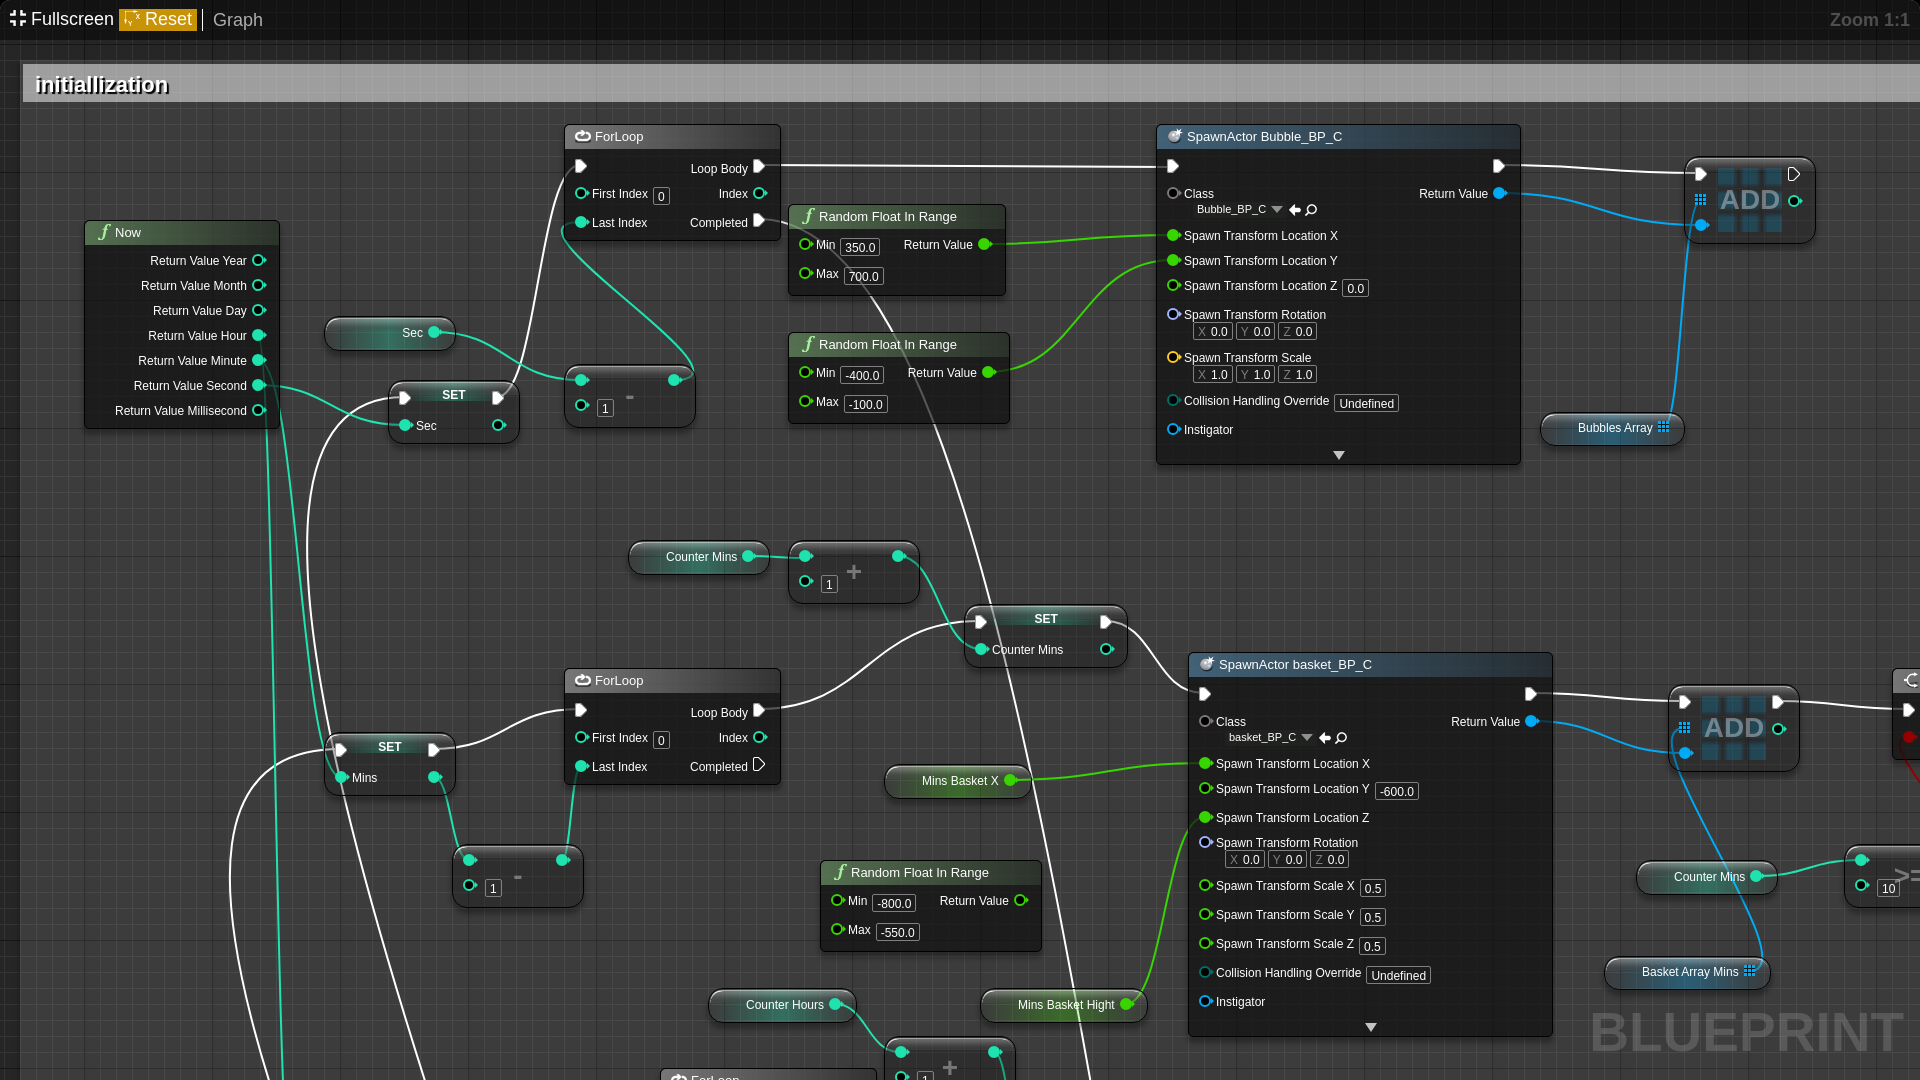 Fullscreen Reset Graph Zoom 1:1
initiallization
ForLoop
Loop Body
First Index 0 Index
Last Index Completed
SpawnActor Bubble_BP_C
Class Return Value
Bubble_BP_C
Spawn Transform Location X
Spawn Transform Location Y
Spawn Transform Location Z 0.0
Spawn Transform Rotation
X 0.0 Y 0.0 Z 0.0
Spawn Transform Scale
X 1.0 Y 1.0 Z 1.0
Collision Handling Override Undefined
Instigator
ADD
Random Float In Range
Min 350.0 Return Value
Max 700.0
Now
Return Value Year
Return Value Month
Return Value Day
Return Value Hour
Return Value Minute
Return Value Second
Return Value Millisecond
Sec
SET
Sec
1 -
Random Float In Range
Min -400.0 Return Value
Max -100.0
Bubbles Array
Counter Mins
1 +
SET
Counter Mins
ForLoop
Loop Body
First Index 0 Index
Last Index Completed
SpawnActor basket_BP_C
Class Return Value
basket_BP_C
Spawn Transform Location X
Spawn Transform Location Y -600.0
Spawn Transform Location Z
Spawn Transform Rotation
X 0.0 Y 0.0 Z 0.0
Spawn Transform Scale X 0.5
Spawn Transform Scale Y 0.5
Spawn Transform Scale Z 0.5
Collision Handling Override Undefined
Instigator
ADD
SET
Mins
1 -
Mins Basket X
Random Float In Range
Min -800.0 Return Value
Max -550.0
Counter Mins
10 >=
Basket Array Mins
Counter Hours
Mins Basket Hight
1 +
ForLoop
BLUEPRINT